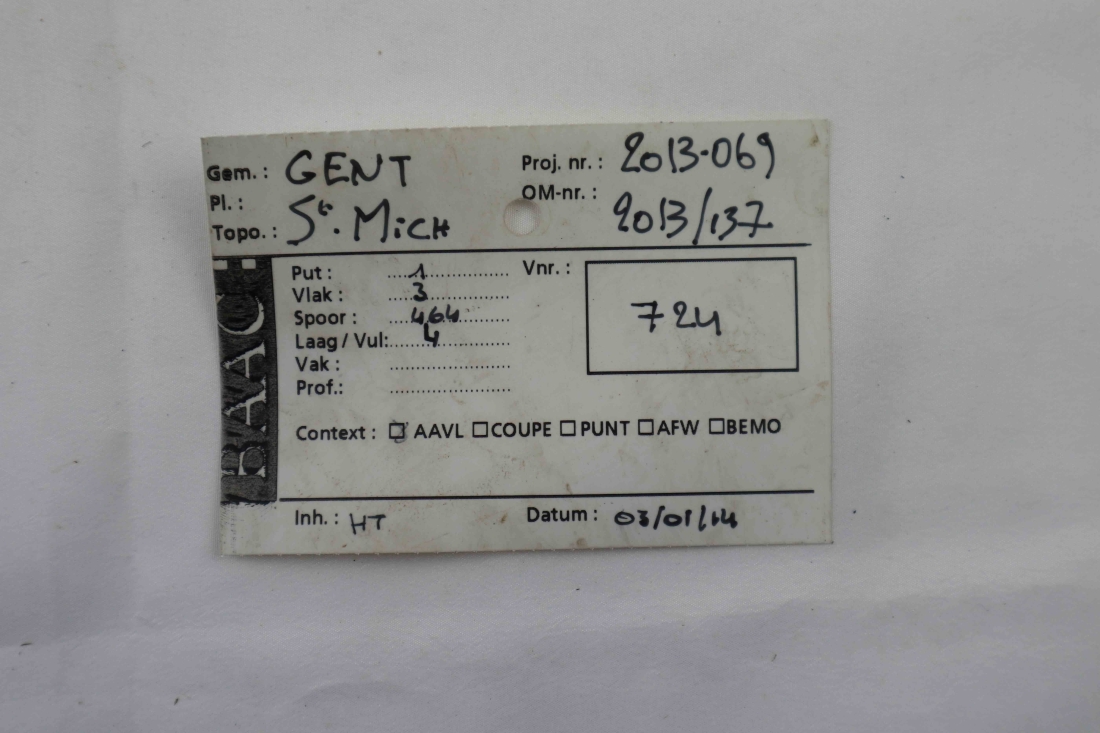 Gem.: GENT Proj. nr.: 2013-069
Pl.: OM-nr.: 2013/137
Topo.: St. MiCH
BAAC
Put: 1 Vnr.: 724
Vlak: 3
Spoor: 464
Laag / Vul: 4
Vak:
Prof.:
Context: AAVL COUPE PUNT AFW BEMO
Inh.: HT Datum: 03/01/14